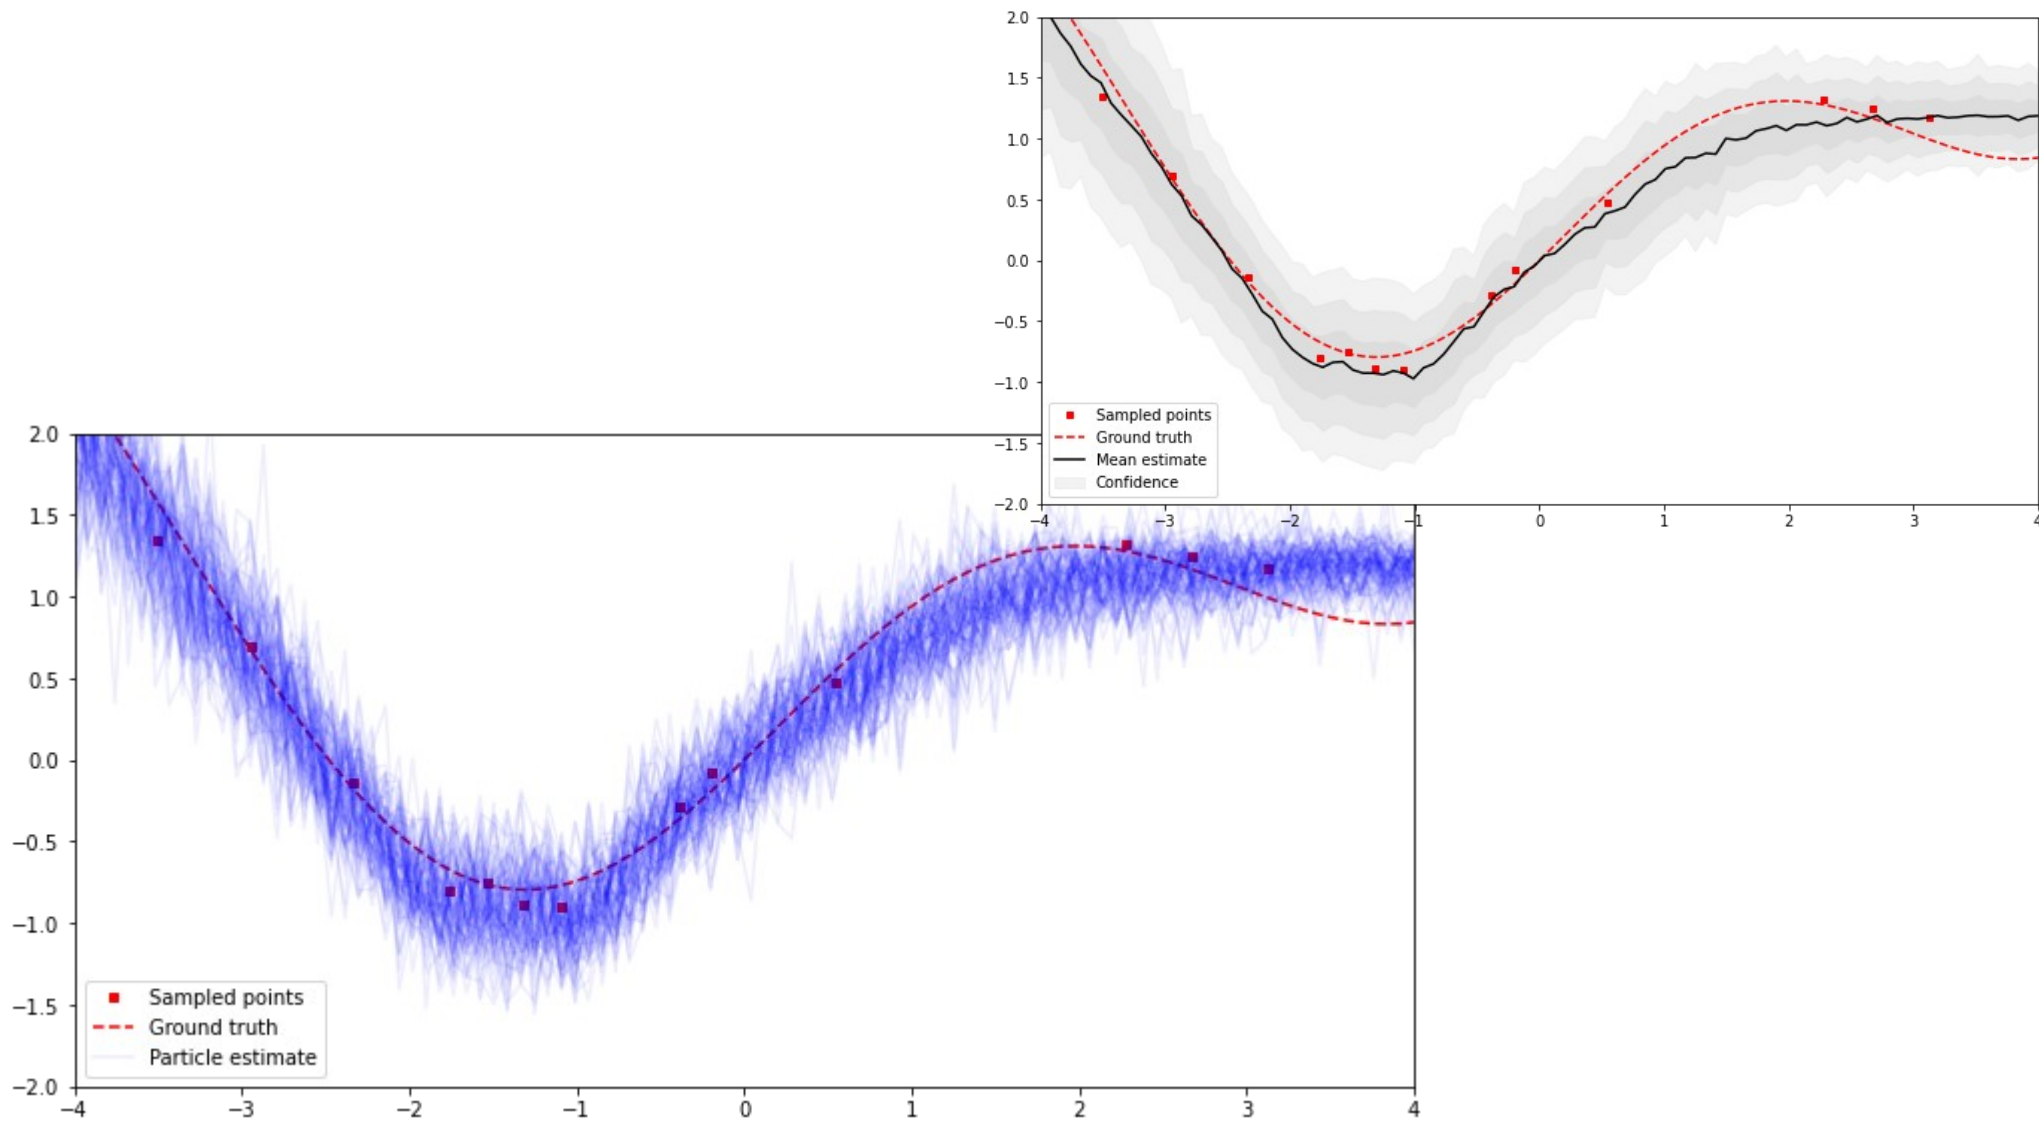 2.0
1.5
1.0
0.5
0.0
−0.5
−1.0
−1.5
−2.0
Sampled points
Ground truth
Mean estimate
Confidence
−4 −3 −2 −1 0 1 2 3 4
2.0
1.5
1.0
0.5
0.0
−0.5
−1.0
−1.5
−2.0
Sampled points
Ground truth
Particle estimate
−4 −3 −2 −1 0 1 2 3 4